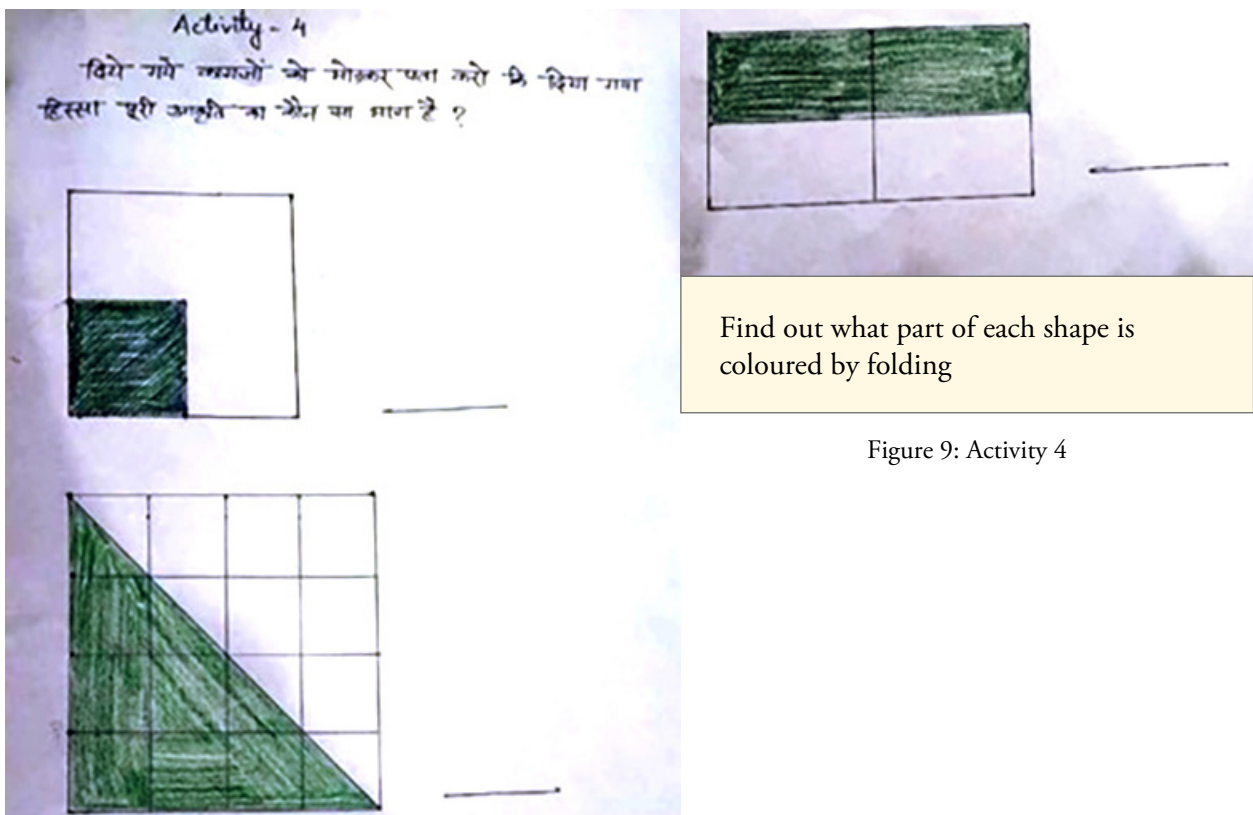 Activity - 4
दिये गये कागजों को मोड़कर पता करो कि दिया गया
हिस्सा पूरी आकृति का कौन सा भाग है ?
Find out what part of each shape is
coloured by folding
Figure 9: Activity 4